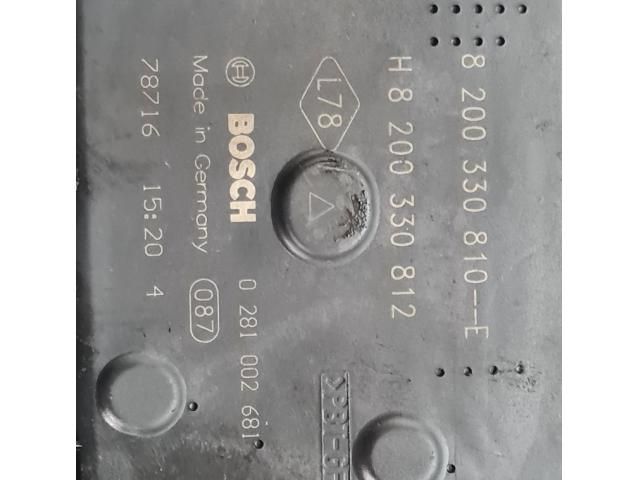 8 200 330 810--E
H 8 200 330 812
L78
BOSCH 0 281 002 681
Made in Germany 087
78716 15:20 4